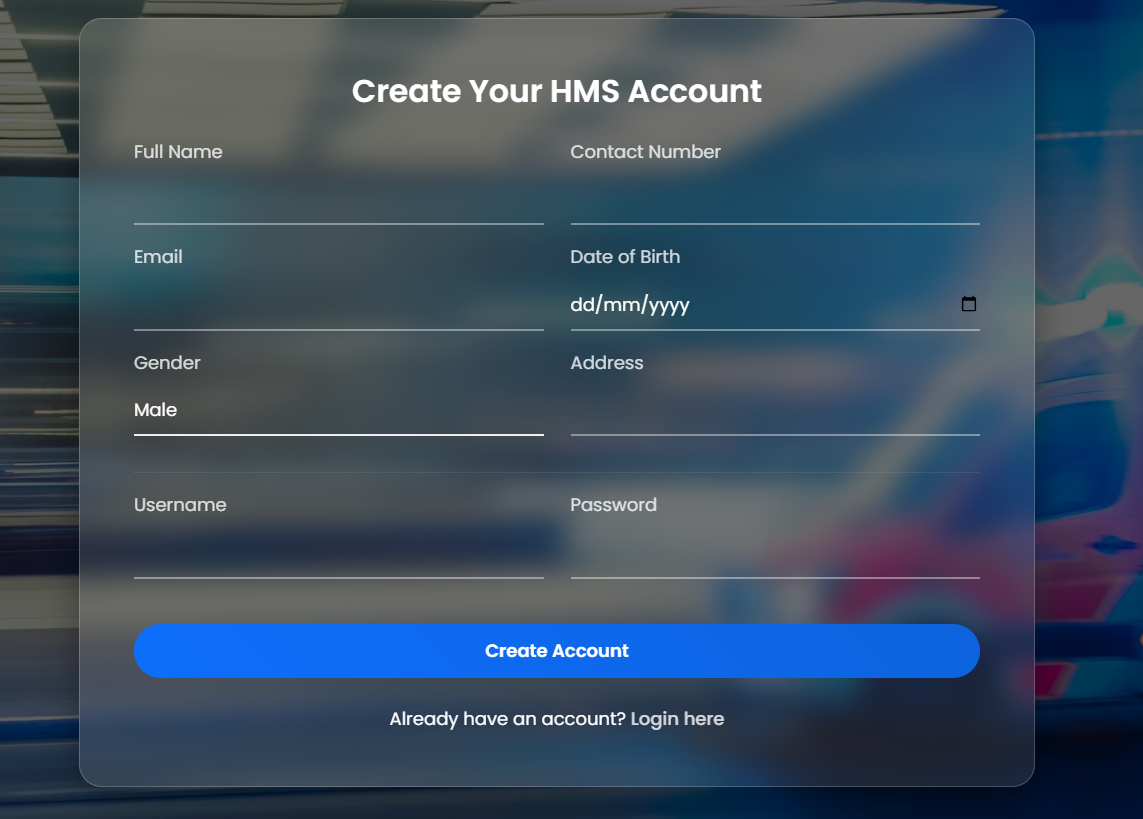 Create Your HMS Account
Full Name
Contact Number
Email
Date of Birth
dd/mm/yyyy
Gender
Address
Male
Username
Password
Create Account
Already have an account? Login here